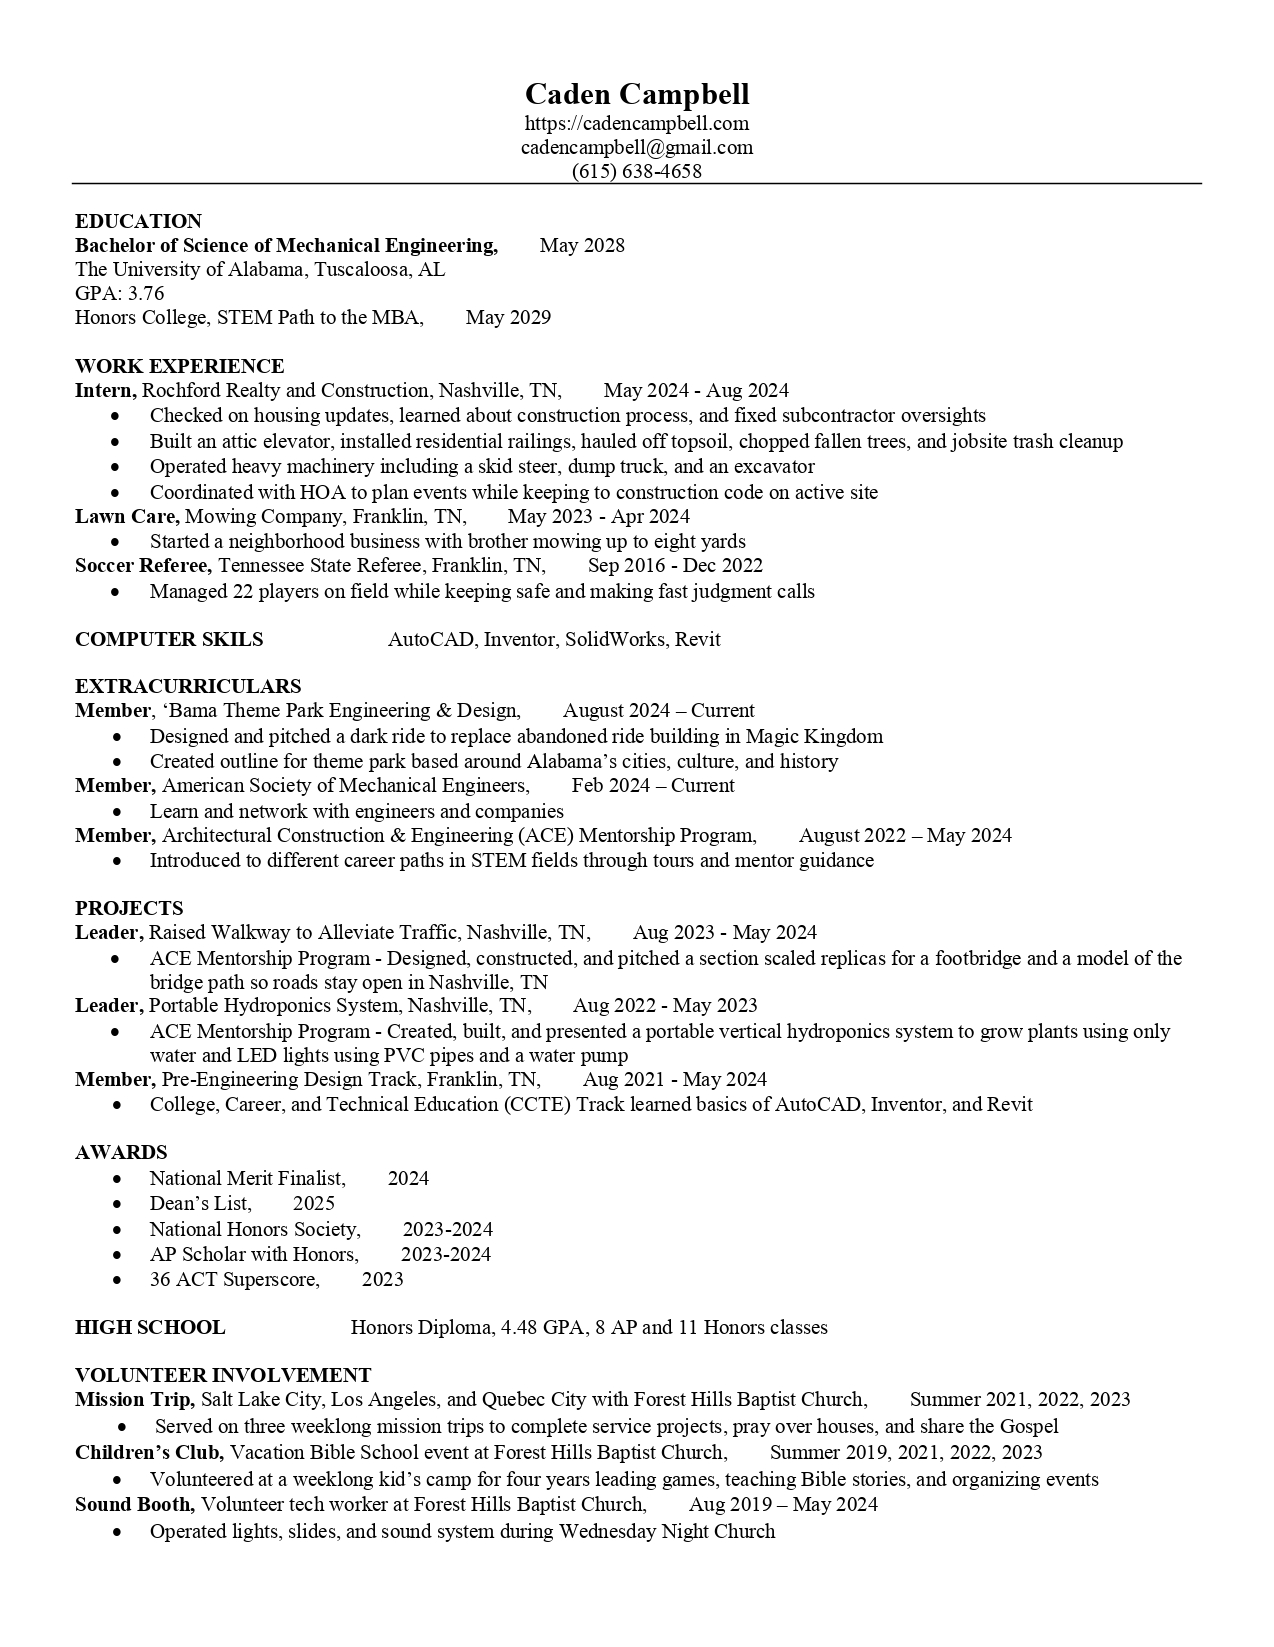 Caden Campbell
https://cadencampbell.com
cadencampbell@gmail.com
(615) 638-4658
EDUCATION
Bachelor of Science of Mechanical Engineering, May 2028
The University of Alabama, Tuscaloosa, AL
GPA: 3.76
Honors College, STEM Path to the MBA, May 2029
WORK EXPERIENCE
Intern, Rochford Realty and Construction, Nashville, TN, May 2024 - Aug 2024
• Checked on housing updates, learned about construction process, and fixed subcontractor oversights
• Built an attic elevator, installed residential railings, hauled off topsoil, chopped fallen trees, and jobsite trash cleanup
• Operated heavy machinery including a skid steer, dump truck, and an excavator
• Coordinated with HOA to plan events while keeping to construction code on active site
Lawn Care, Mowing Company, Franklin, TN, May 2023 - Apr 2024
• Started a neighborhood business with brother mowing up to eight yards
Soccer Referee, Tennessee State Referee, Franklin, TN, Sep 2016 - Dec 2022
• Managed 22 players on field while keeping safe and making fast judgment calls
COMPUTER SKILS AutoCAD, Inventor, SolidWorks, Revit
EXTRACURRICULARS
Member, ‘Bama Theme Park Engineering & Design, August 2024 – Current
• Designed and pitched a dark ride to replace abandoned ride building in Magic Kingdom
• Created outline for theme park based around Alabama’s cities, culture, and history
Member, American Society of Mechanical Engineers, Feb 2024 – Current
• Learn and network with engineers and companies
Member, Architectural Construction & Engineering (ACE) Mentorship Program, August 2022 – May 2024
• Introduced to different career paths in STEM fields through tours and mentor guidance
PROJECTS
Leader, Raised Walkway to Alleviate Traffic, Nashville, TN, Aug 2023 - May 2024
• ACE Mentorship Program - Designed, constructed, and pitched a section scaled replicas for a footbridge and a model of the
bridge path so roads stay open in Nashville, TN
Leader, Portable Hydroponics System, Nashville, TN, Aug 2022 - May 2023
• ACE Mentorship Program - Created, built, and presented a portable vertical hydroponics system to grow plants using only
water and LED lights using PVC pipes and a water pump
Member, Pre-Engineering Design Track, Franklin, TN, Aug 2021 - May 2024
• College, Career, and Technical Education (CCTE) Track learned basics of AutoCAD, Inventor, and Revit
AWARDS
• National Merit Finalist, 2024
• Dean’s List, 2025
• National Honors Society, 2023-2024
• AP Scholar with Honors, 2023-2024
• 36 ACT Superscore, 2023
HIGH SCHOOL Honors Diploma, 4.48 GPA, 8 AP and 11 Honors classes
VOLUNTEER INVOLVEMENT
Mission Trip, Salt Lake City, Los Angeles, and Quebec City with Forest Hills Baptist Church, Summer 2021, 2022, 2023
• Served on three weeklong mission trips to complete service projects, pray over houses, and share the Gospel
Children’s Club, Vacation Bible School event at Forest Hills Baptist Church, Summer 2019, 2021, 2022, 2023
• Volunteered at a weeklong kid’s camp for four years leading games, teaching Bible stories, and organizing events
Sound Booth, Volunteer tech worker at Forest Hills Baptist Church, Aug 2019 – May 2024
• Operated lights, slides, and sound system during Wednesday Night Church